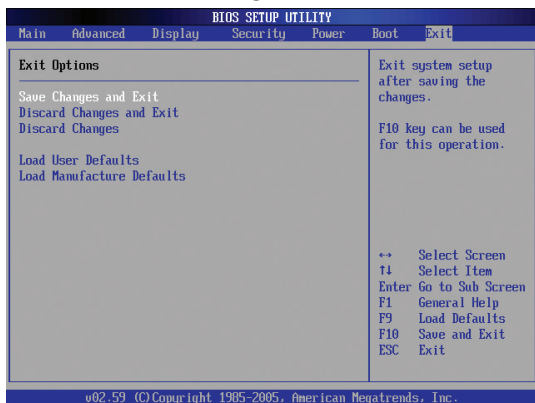 BIOS SETUP UTILITY
Main Advanced Display Security Power Boot Exit
Exit Options
Save Changes and Exit
Discard Changes and Exit
Discard Changes
Load User Defaults
Load Manufacture Defaults
Exit system setup
after saving the
changes.
F10 key can be used
for this operation.
↔ Select Screen
↑↓ Select Item
Enter Go to Sub Screen
F1 General Help
F9 Load Defaults
F10 Save and Exit
ESC Exit
v02.59 (C)Copyright 1985-2005, American Megatrends, Inc.